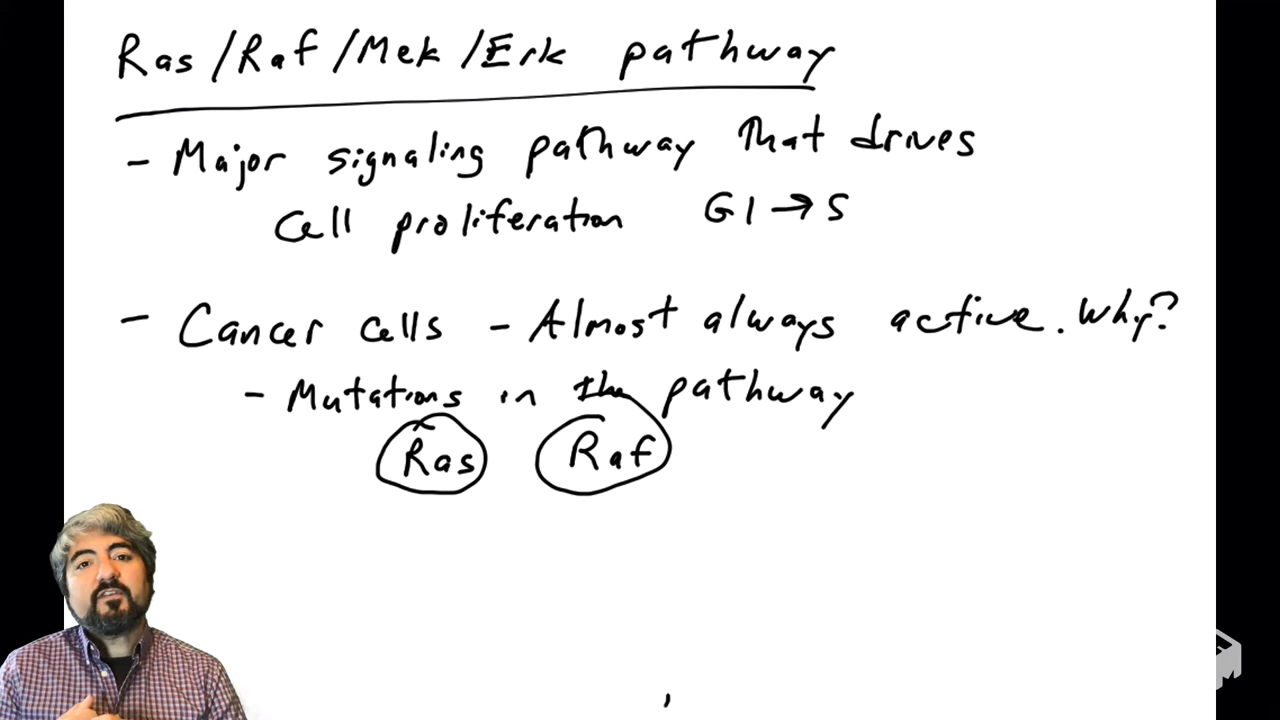 Ras/Raf/Mek/Erk pathway
- Major signaling pathway that drives
cell proliferation G1→S
- Cancer cells - Almost always active. Why?
- Mutations in the pathway
Ras Raf